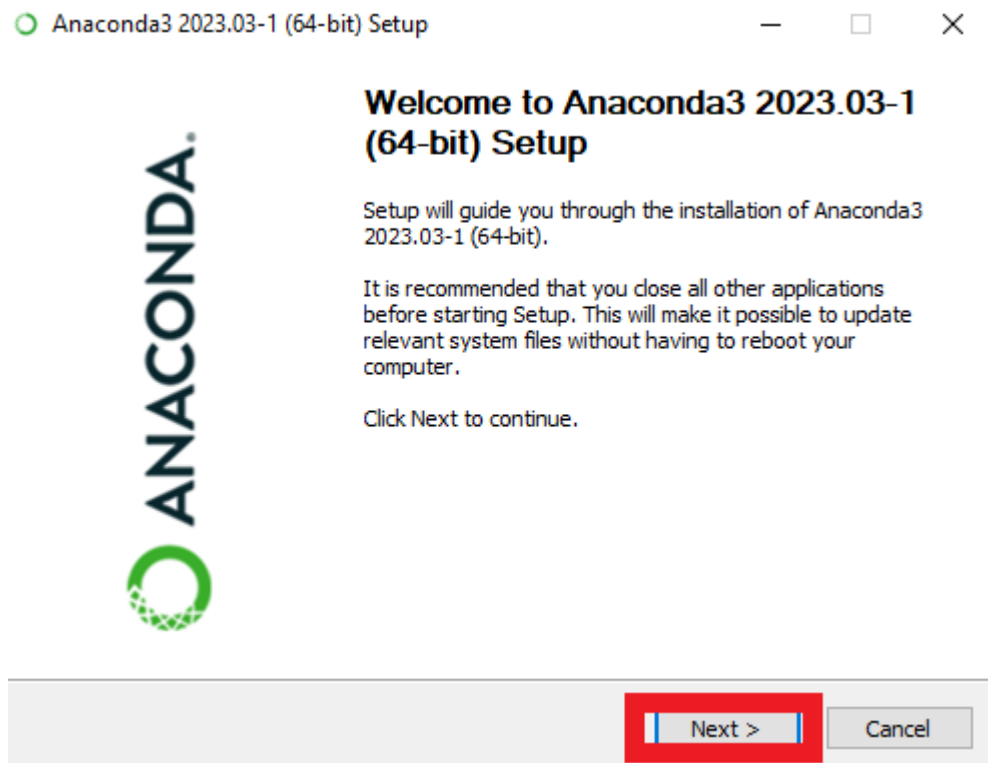 Anaconda3 2023.03-1 (64-bit) Setup
Welcome to Anaconda3 2023.03-1
(64-bit) Setup
ANACONDA.
Setup will guide you through the installation of Anaconda3
2023.03-1 (64-bit).
It is recommended that you close all other applications
before starting Setup. This will make it possible to update
relevant system files without having to reboot your
computer.
Click Next to continue.
Next >
Cancel